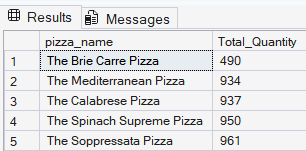 Results Messages
pizza_name Total_Quantity
1 The Brie Carre Pizza 490
2 The Mediterranean Pizza 934
3 The Calabrese Pizza 937
4 The Spinach Supreme Pizza 950
5 The Soppressata Pizza 961